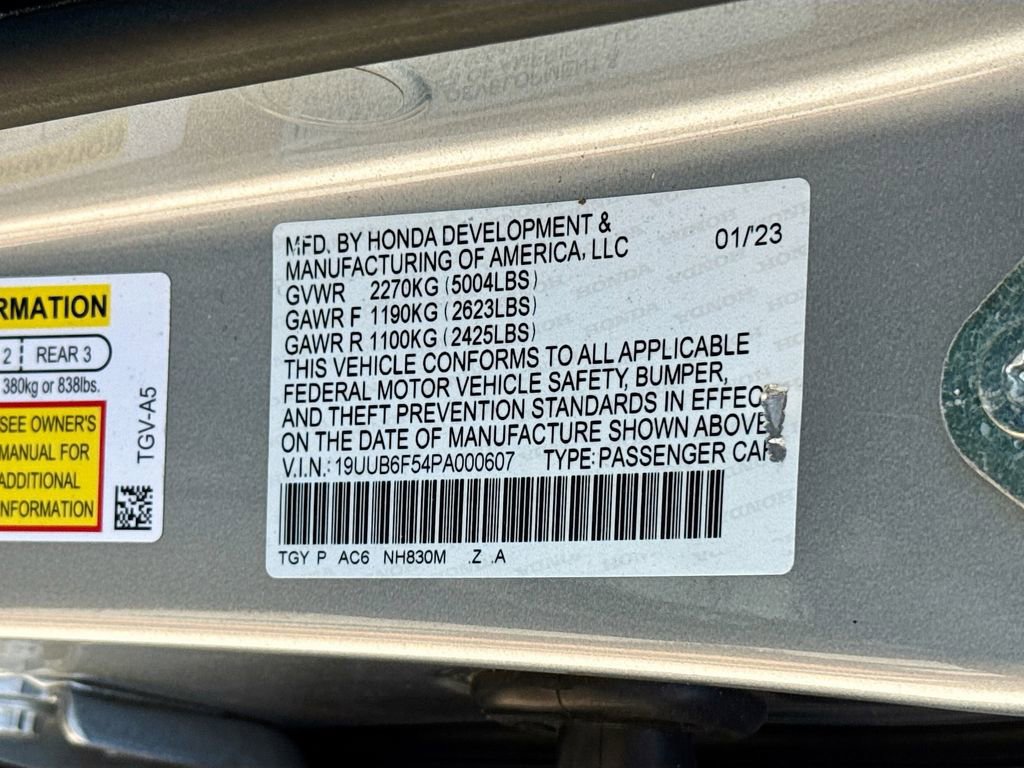 MFD. BY HONDA DEVELOPMENT &
MANUFACTURING OF AMERICA, LLC 01/'23
GVWR 2270KG (5004LBS)
GAWR F 1190KG (2623LBS)
GAWR R 1100KG (2425LBS)
THIS VEHICLE CONFORMS TO ALL APPLICABLE
FEDERAL MOTOR VEHICLE SAFETY, BUMPER,
AND THEFT PREVENTION STANDARDS IN EFFEC
ON THE DATE OF MANUFACTURE SHOWN ABOVE
V.I.N.: 19UUB6F54PA000607 TYPE: PASSENGER CAR
TGY P AC6 NH830M .Z .A
RMATION
2 REAR 3
380kg or 838lbs.
SEE OWNER'S
MANUAL FOR
ADDITIONAL
INFORMATION
TGV-A5